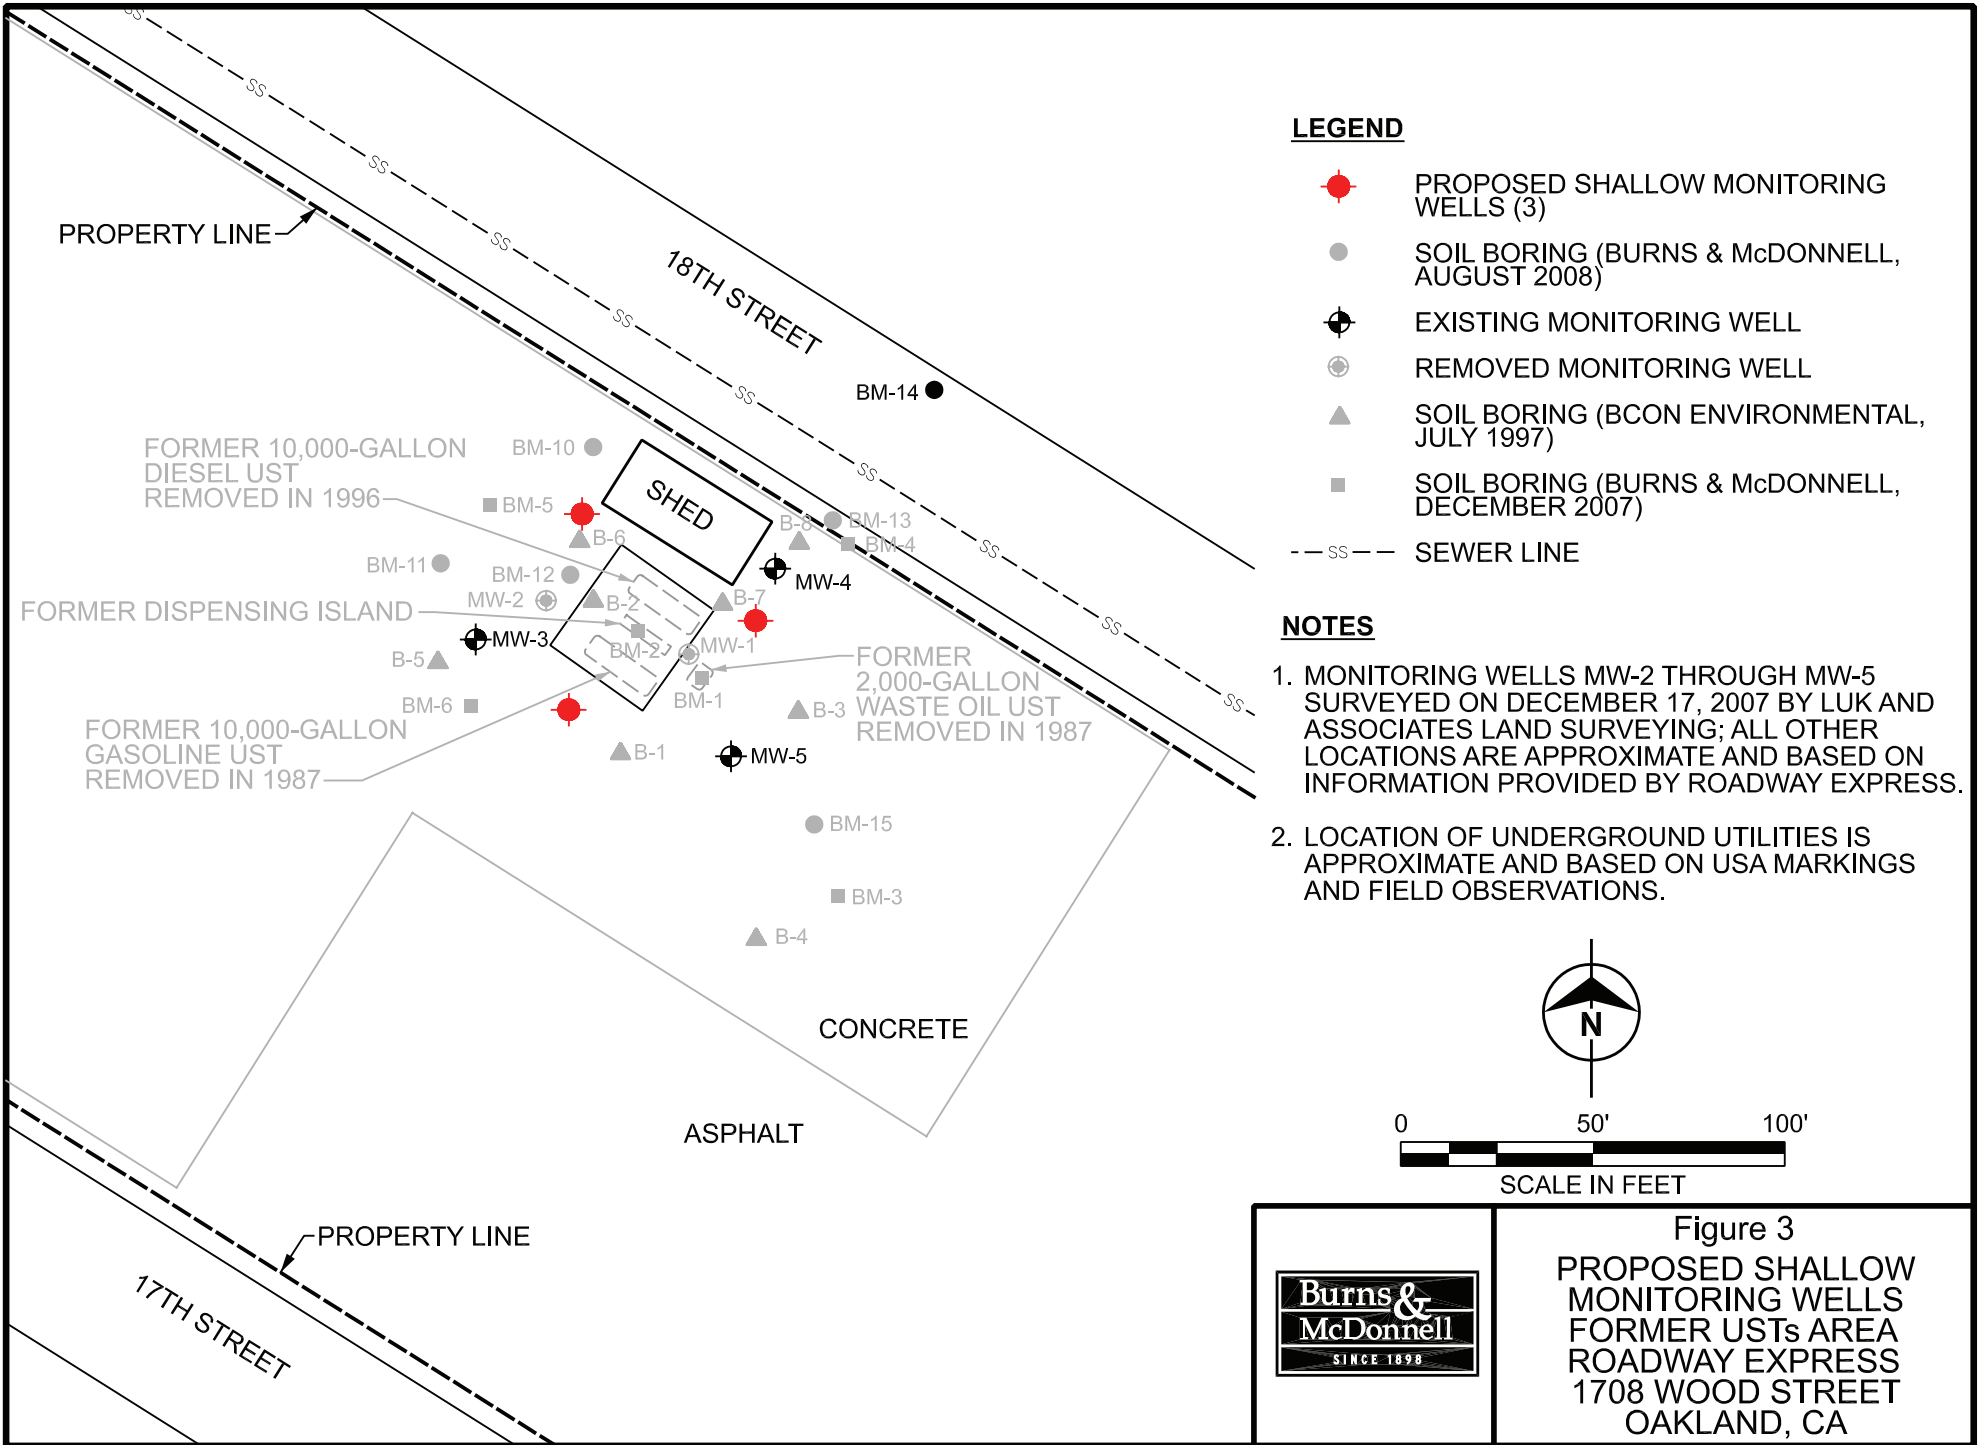 SS
SS
SS
SS
SS
SS
SS
SS
SS
SS
PROPERTY LINE
18TH STREET
BM-14
FORMER 10,000-GALLON
DIESEL UST
REMOVED IN 1996
BM-10
SHED
BM-5
B-6
B-8
BM-13
BM-4
BM-11
BM-12
MW-4
MW-2
B-2
B-7
FORMER DISPENSING ISLAND
MW-3
BM-2
MW-1
B-5
BM-6
BM-1
FORMER
2,000-GALLON
WASTE OIL UST
REMOVED IN 1987
B-3
FORMER 10,000-GALLON
GASOLINE UST
REMOVED IN 1987
B-1
MW-5
BM-15
BM-3
B-4
CONCRETE
ASPHALT
PROPERTY LINE
17TH STREET
LEGEND
PROPOSED SHALLOW MONITORING
WELLS (3)
SOIL BORING (BURNS & McDONNELL,
AUGUST 2008)
EXISTING MONITORING WELL
REMOVED MONITORING WELL
SOIL BORING (BCON ENVIRONMENTAL,
JULY 1997)
SOIL BORING (BURNS & McDONNELL,
DECEMBER 2007)
SS
SEWER LINE
NOTES
1. MONITORING WELLS MW-2 THROUGH MW-5
SURVEYED ON DECEMBER 17, 2007 BY LUK AND
ASSOCIATES LAND SURVEYING; ALL OTHER
LOCATIONS ARE APPROXIMATE AND BASED ON
INFORMATION PROVIDED BY ROADWAY EXPRESS.
2. LOCATION OF UNDERGROUND UTILITIES IS
APPROXIMATE AND BASED ON USA MARKINGS
AND FIELD OBSERVATIONS.
N
0 50' 100'
SCALE IN FEET
Burns &
McDonnell
SINCE 1898
Figure 3
PROPOSED SHALLOW
MONITORING WELLS
FORMER USTs AREA
ROADWAY EXPRESS
1708 WOOD STREET
OAKLAND, CA